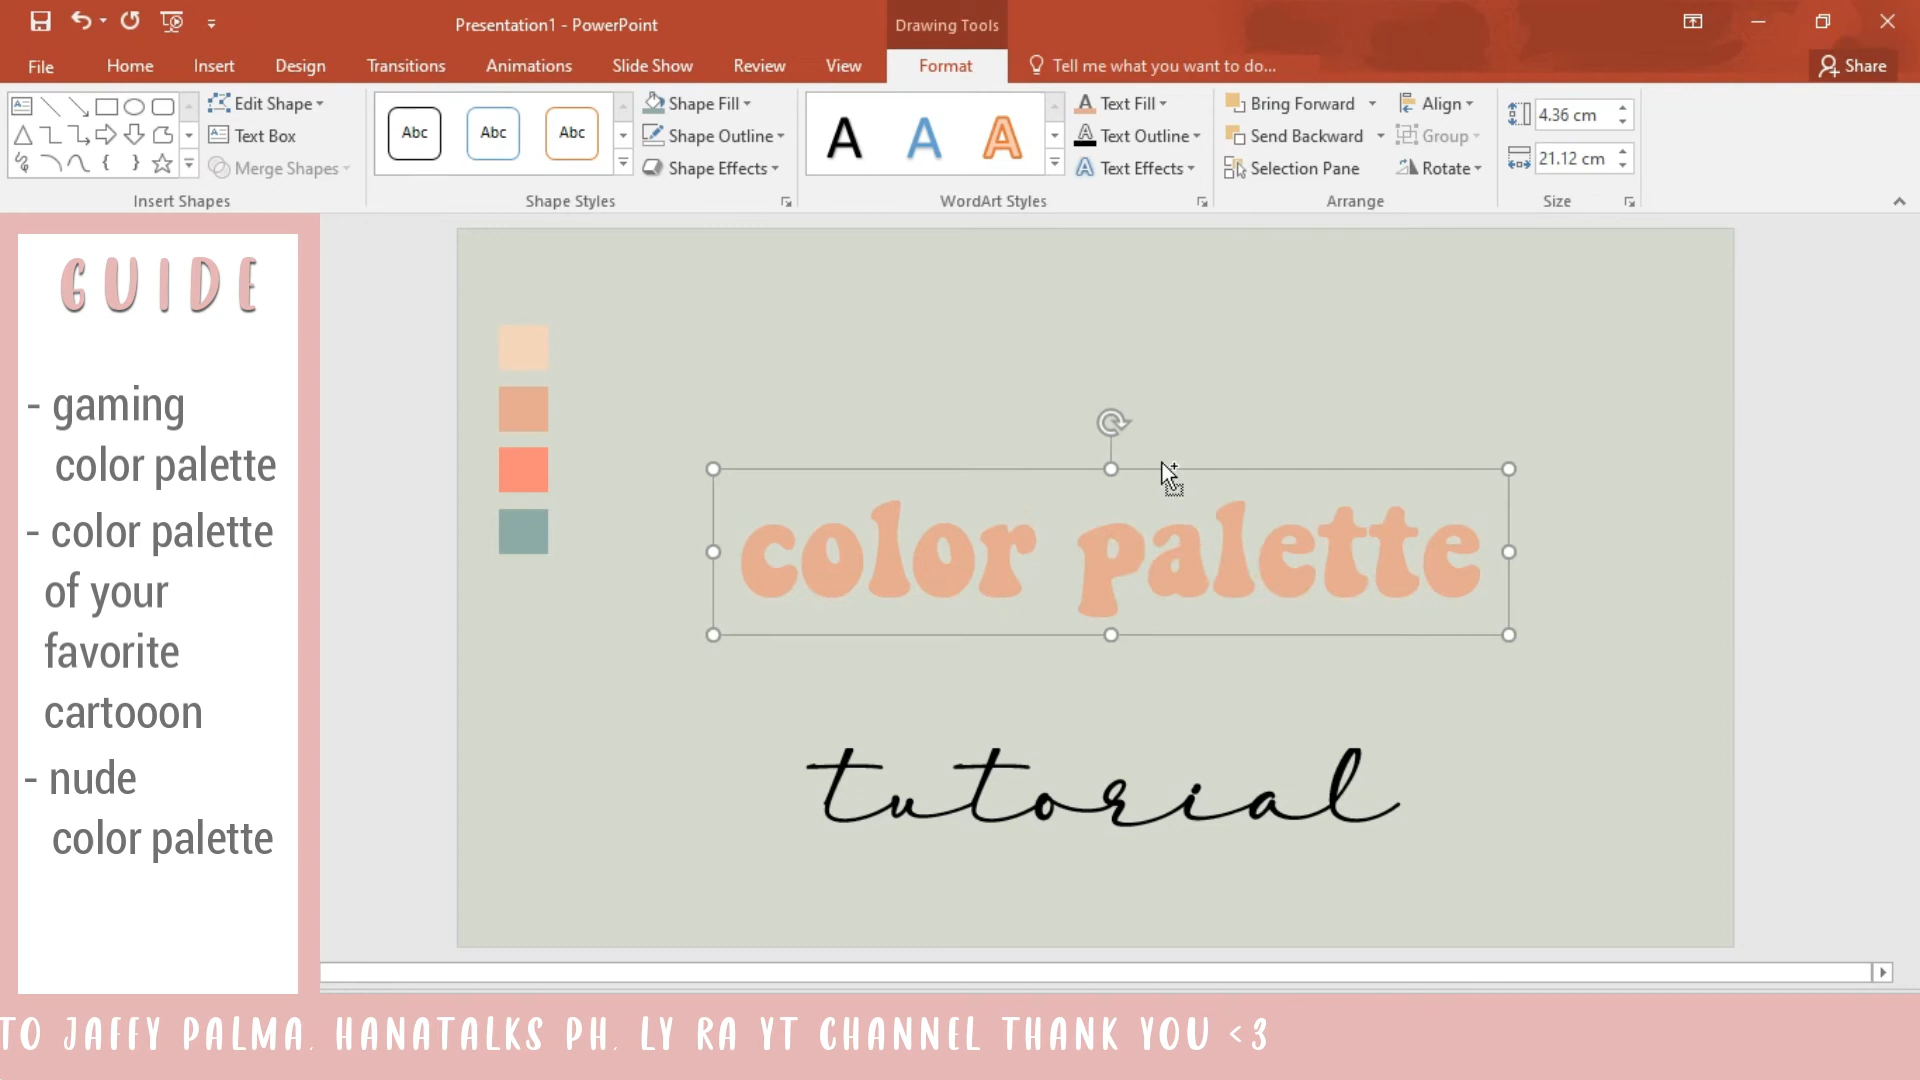 Presentation1 - PowerPoint
Drawing Tools
File Home Insert Design Transitions Animations Slide Show Review View Format Tell me what you want to do... Share
Edit Shape
Text Box
Merge Shapes
Insert Shapes
Abc Abc Abc
Shape Fill
Shape Outline
Shape Effects
Shape Styles
A A A
Text Fill
Text Outline
Text Effects
WordArt Styles
Bring Forward
Send Backward
Selection Pane
Align
Group
Rotate
Arrange
4.36 cm
21.12 cm
Size
GUIDE
- gaming
color palette
- color palette
of your
favorite
cartooon
- nude
color palette
color palette
tutorial
TO JAFFY PALMA, HANATALKS PH, LY RA YT CHANNEL THANK YOU <3